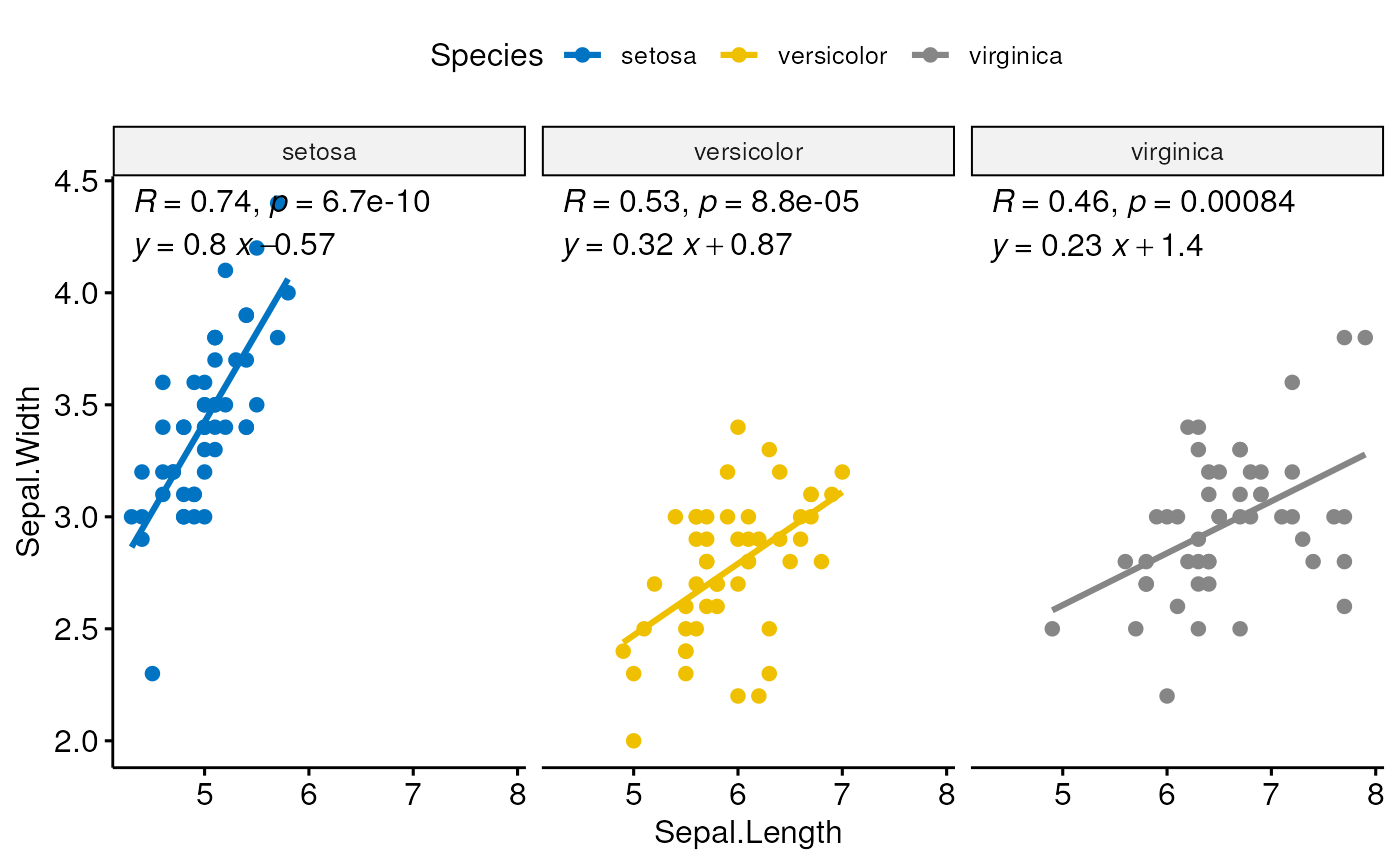 Species setosa versicolor virginica
setosa versicolor virginica
R = 0.74, p = 6.7e-10
y = 0.8 x − 0.57
R = 0.53, p = 8.8e-05
y = 0.32 x + 0.87
R = 0.46, p = 0.00084
y = 0.23 x + 1.4
4.5
4.0
3.5
3.0
2.5
2.0
Sepal.Width
5 6 7 8 5 6 7 8 5 6 7 8
Sepal.Length